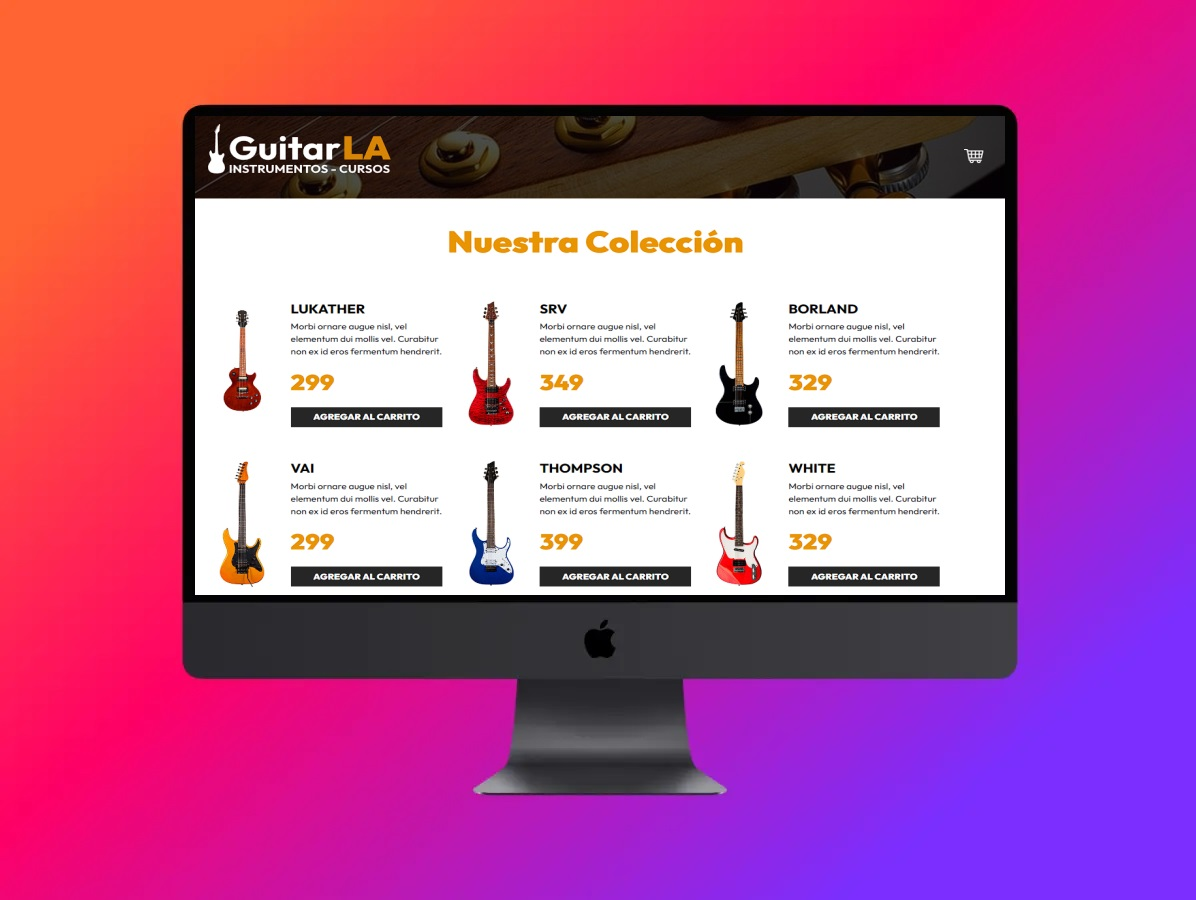 GuitarLA
INSTRUMENTOS - CURSOS
Nuestra Colección
LUKATHER
Morbi ornare augue nisl, vel
elementum dui mollis vel. Curabitur
non ex id eros fermentum hendrerit.
299
AGREGAR AL CARRITO
SRV
Morbi ornare augue nisl, vel
elementum dui mollis vel. Curabitur
non ex id eros fermentum hendrerit.
349
AGREGAR AL CARRITO
BORLAND
Morbi ornare augue nisl, vel
elementum dui mollis vel. Curabitur
non ex id eros fermentum hendrerit.
329
AGREGAR AL CARRITO
VAI
Morbi ornare augue nisl, vel
elementum dui mollis vel. Curabitur
non ex id eros fermentum hendrerit.
299
AGREGAR AL CARRITO
THOMPSON
Morbi ornare augue nisl, vel
elementum dui mollis vel. Curabitur
non ex id eros fermentum hendrerit.
399
AGREGAR AL CARRITO
WHITE
Morbi ornare augue nisl, vel
elementum dui mollis vel. Curabitur
non ex id eros fermentum hendrerit.
329
AGREGAR AL CARRITO